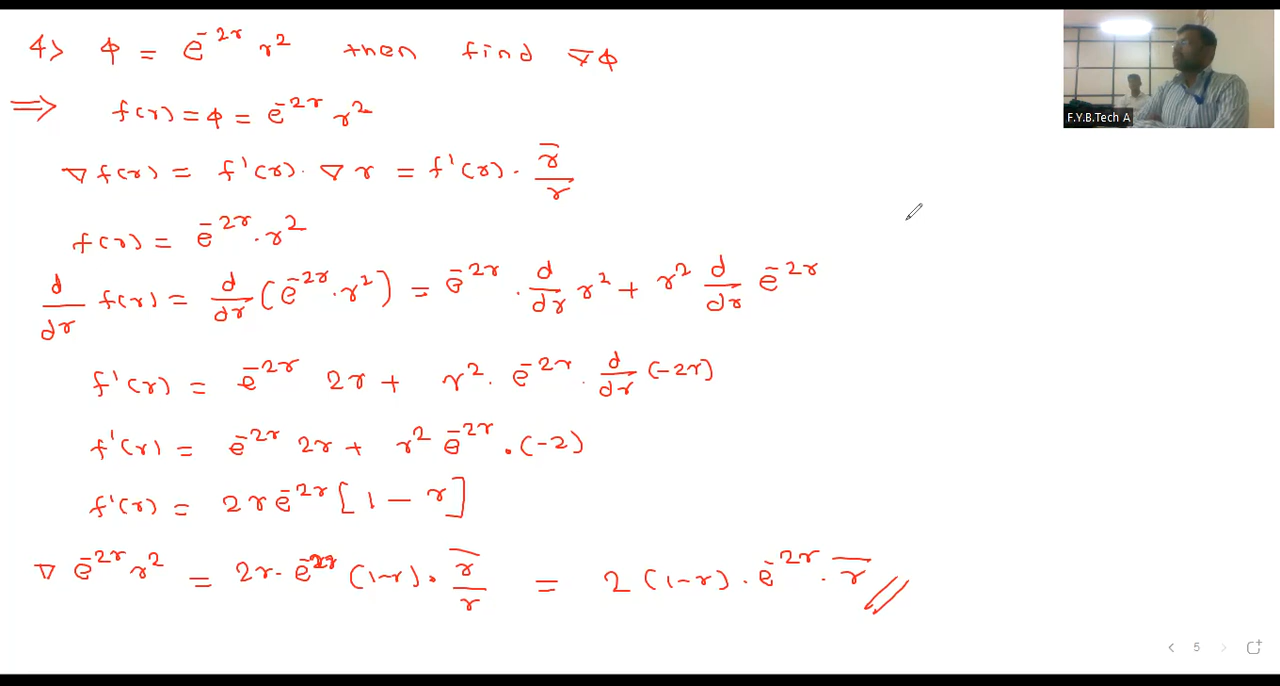 4> φ = e^-2r r^2 then find ∇φ
⇒ f(r) = φ = e^-2r r^2
∇ f(r) = f'(r). ∇ r = f'(r) . r̄/r
f(r) = e^-2r . r^2
d/dr f(r) = d/dr (e^-2r . r^2) = e^-2r . d/dr r^2 + r^2 d/dr e^-2r
f'(r) = e^-2r 2r + r^2 . e^-2r . d/dr (-2r)
f'(r) = e^-2r 2r + r^2 e^-2r . (-2)
f'(r) = 2r e^-2r [1 - r]
∇ e^-2r r^2 = 2r . e^-2r (1-r) . r̄/r = 2 (1-r) . e^-2r . r̄ //
F.Y.B.Tech A
< 5 >